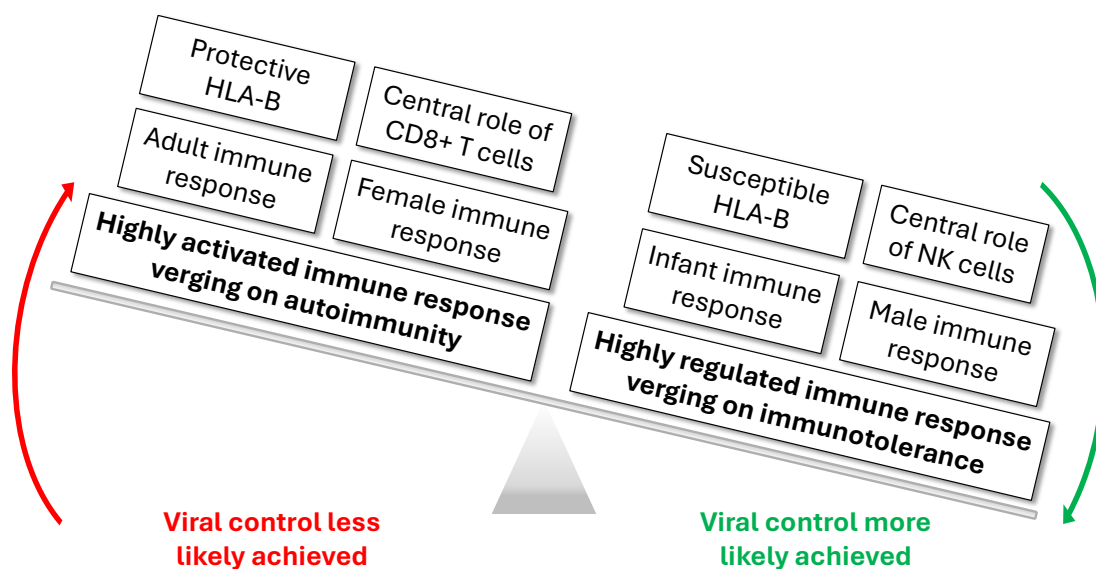 Protective
HLA-B
Central role of
CD8+ T cells
Adult immune
response
Female immune
response
Highly activated immune response
verging on autoimmunity
Susceptible
HLA-B
Central role
of NK cells
Infant immune
response
Male immune
response
Highly regulated immune response
verging on immunotolerance
Viral control less
likely achieved
Viral control more
likely achieved